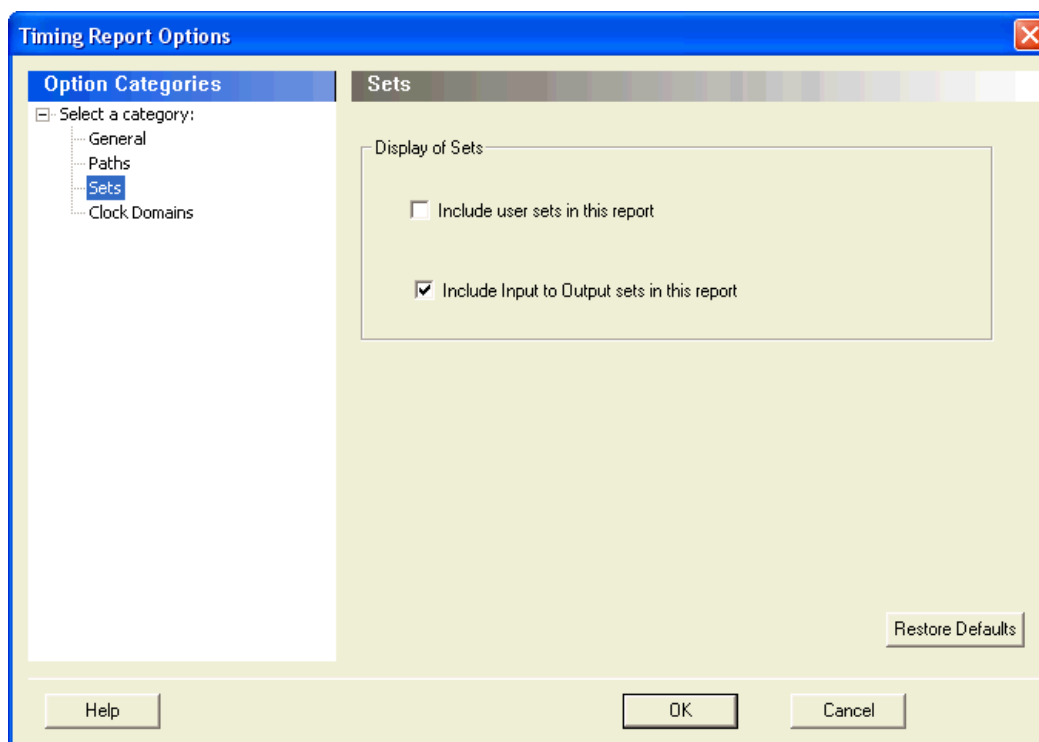 Timing Report Options
Option Categories
Select a category:
General
Paths
Sets
Clock Domains
Sets
Display of Sets
Include user sets in this report
Include Input to Output sets in this report
Restore Defaults
Help
OK
Cancel